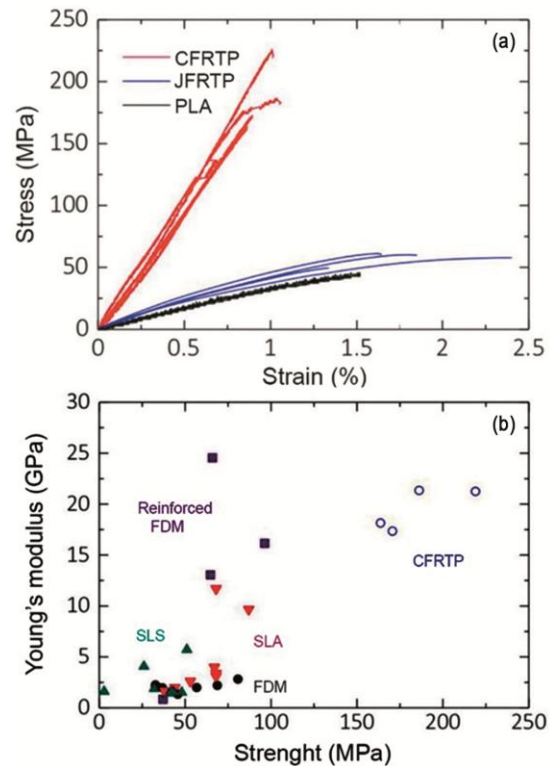 (a)
250
200
150
100
50
0
Stress (MPa)
CFRTP
JFRTP
PLA
0 0.5 1.0 1.5 2.0 2.5
Strain (%)
(b)
30
25
20
15
10
5
0
Young's modulus (GPa)
Reinforced
FDM
CFRTP
SLS
SLA
FDM
0 50 100 150 200 250
Strenght (MPa)